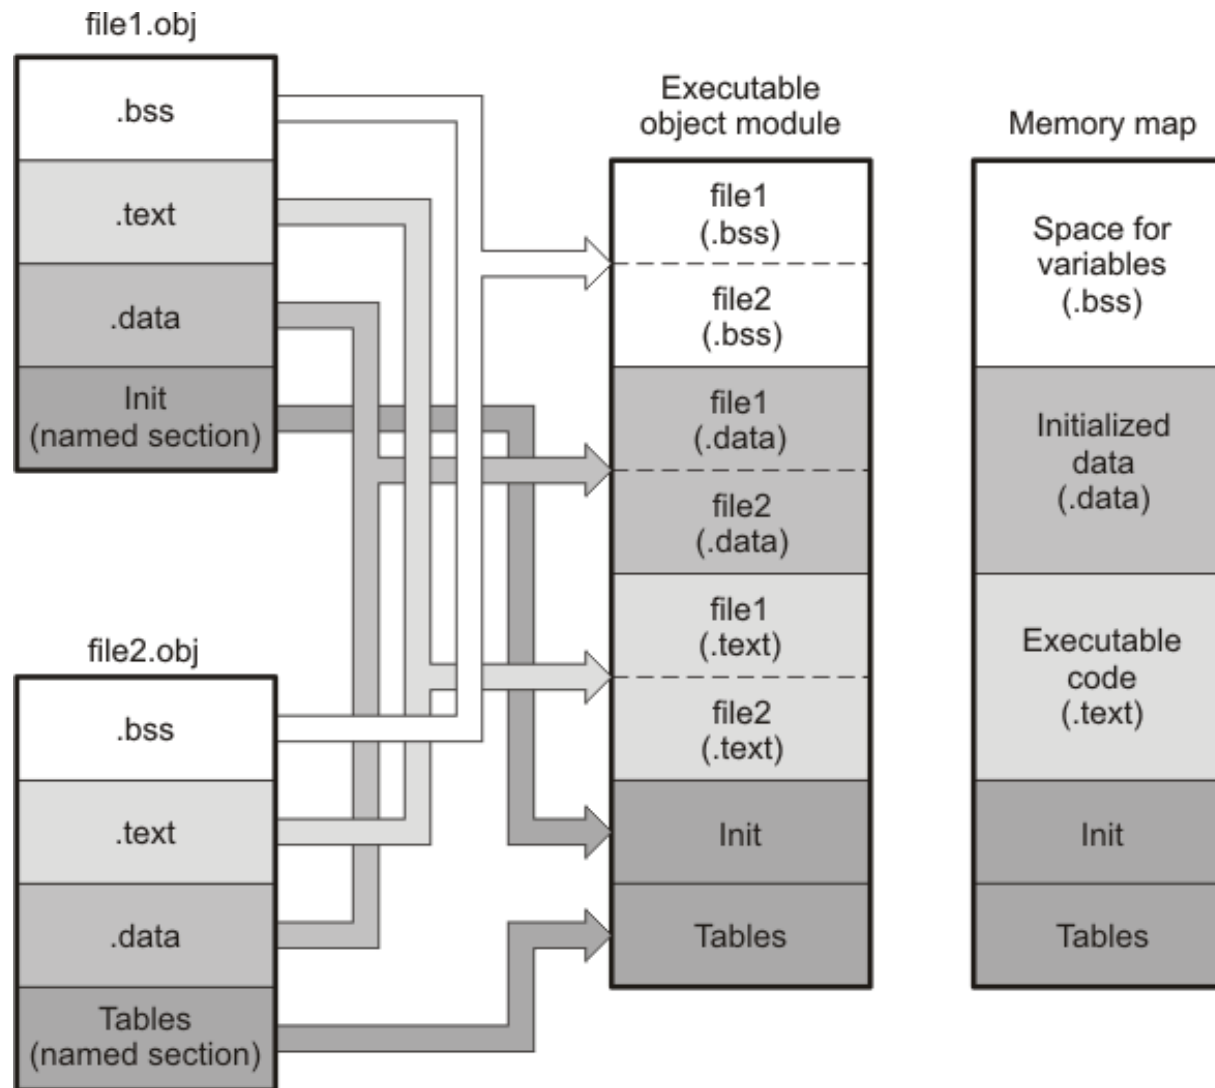 file1.obj
.bss
.text
.data
Init
(named section)
file2.obj
.bss
.text
.data
Tables
(named section)
Executable
object module
file1
(.bss)
file2
(.bss)
file1
(.data)
file2
(.data)
file1
(.text)
file2
(.text)
Init
Tables
Memory map
Space for
variables
(.bss)
Initialized
data
(.data)
Executable
code
(.text)
Init
Tables